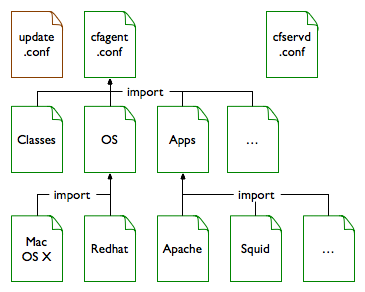 update
.conf
cfagent
.conf
cfservd
.conf
import
Classes
OS
Apps
...
import
import
Mac
OS X
Redhat
Apache
Squid
...